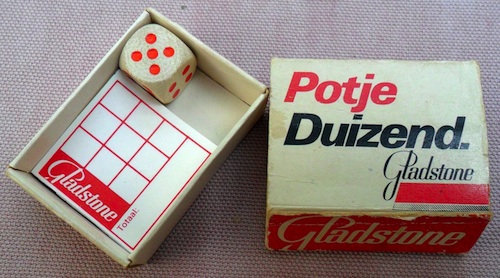 Gladstone
Totaal:
Potje
Duizend.
Gladstone
Gladstone